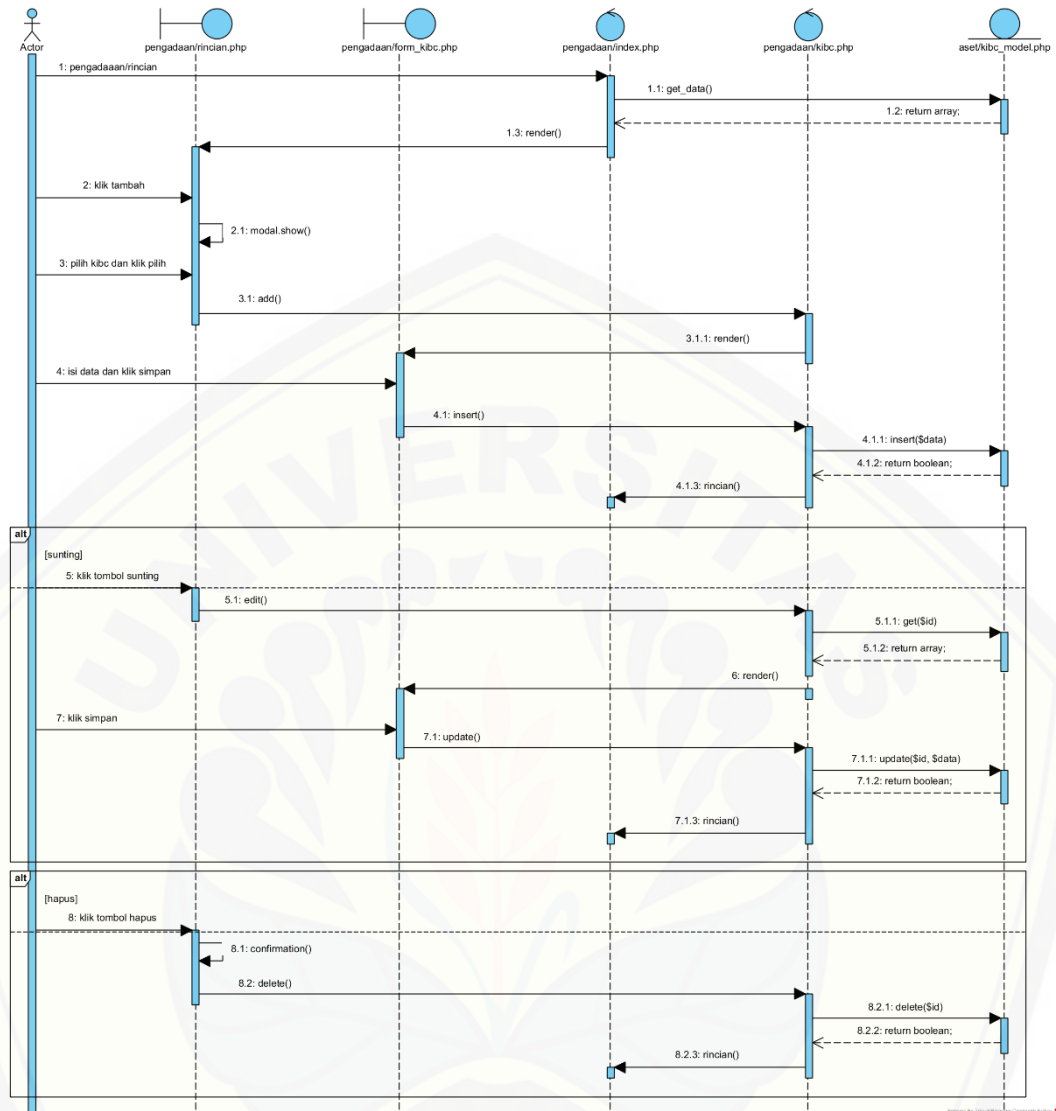 Actor
pengadaan/rincian.php
pengadaan/form_kibc.php
pengadaan/index.php
pengadaan/kibc.php
aset/kibc_model.php
1: pengadaaan/rincian
1.1: get_data()
1.2: return array;
1.3: render()
2: klik tambah
2.1: modal.show()
3: pilih kibc dan klik pilih
3.1: add()
3.1.1: render()
4: isi data dan klik simpan
4.1: insert()
4.1.1: insert($data)
4.1.2: return boolean;
4.1.3: rincian()
alt
[sunting]
5: klik tombol sunting
5.1: edit()
5.1.1: get($id)
5.1.2: return array;
6: render()
7: klik simpan
7.1: update()
7.1.1: update($id, $data)
7.1.2: return boolean;
7.1.3: rincian()
alt
[hapus]
8: klik tombol hapus
8.1: confirmation()
8.2: delete()
8.2.1: delete($id)
8.2.2: return boolean;
8.2.3: rincian()
UNIVERSITAS